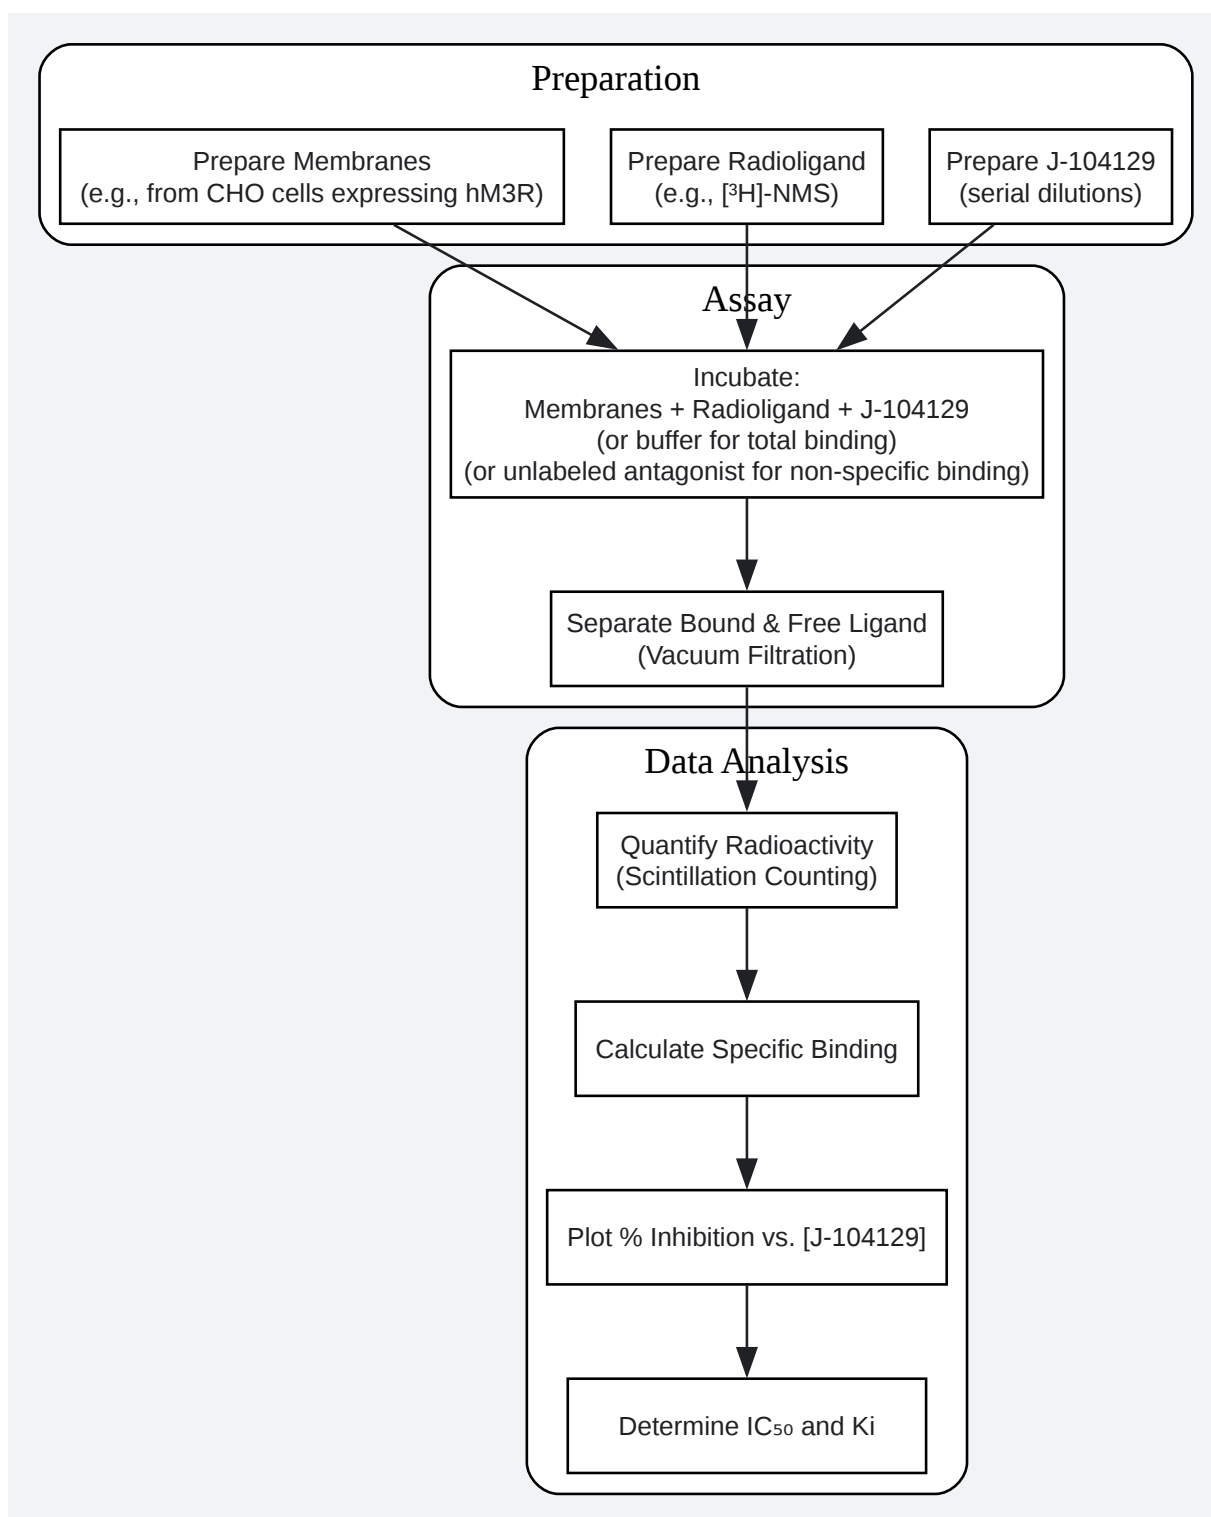 Preparation
Prepare Membranes
(e.g., from CHO cells expressing hM3R)
Prepare Radioligand
(e.g., [³H]-NMS)
Prepare J-104129
(serial dilutions)
Assay
Incubate:
Membranes + Radioligand + J-104129
(or buffer for total binding)
(or unlabeled antagonist for non-specific binding)
Separate Bound & Free Ligand
(Vacuum Filtration)
Data Analysis
Quantify Radioactivity
(Scintillation Counting)
Calculate Specific Binding
Plot % Inhibition vs. [J-104129]
Determine IC₅₀ and Ki